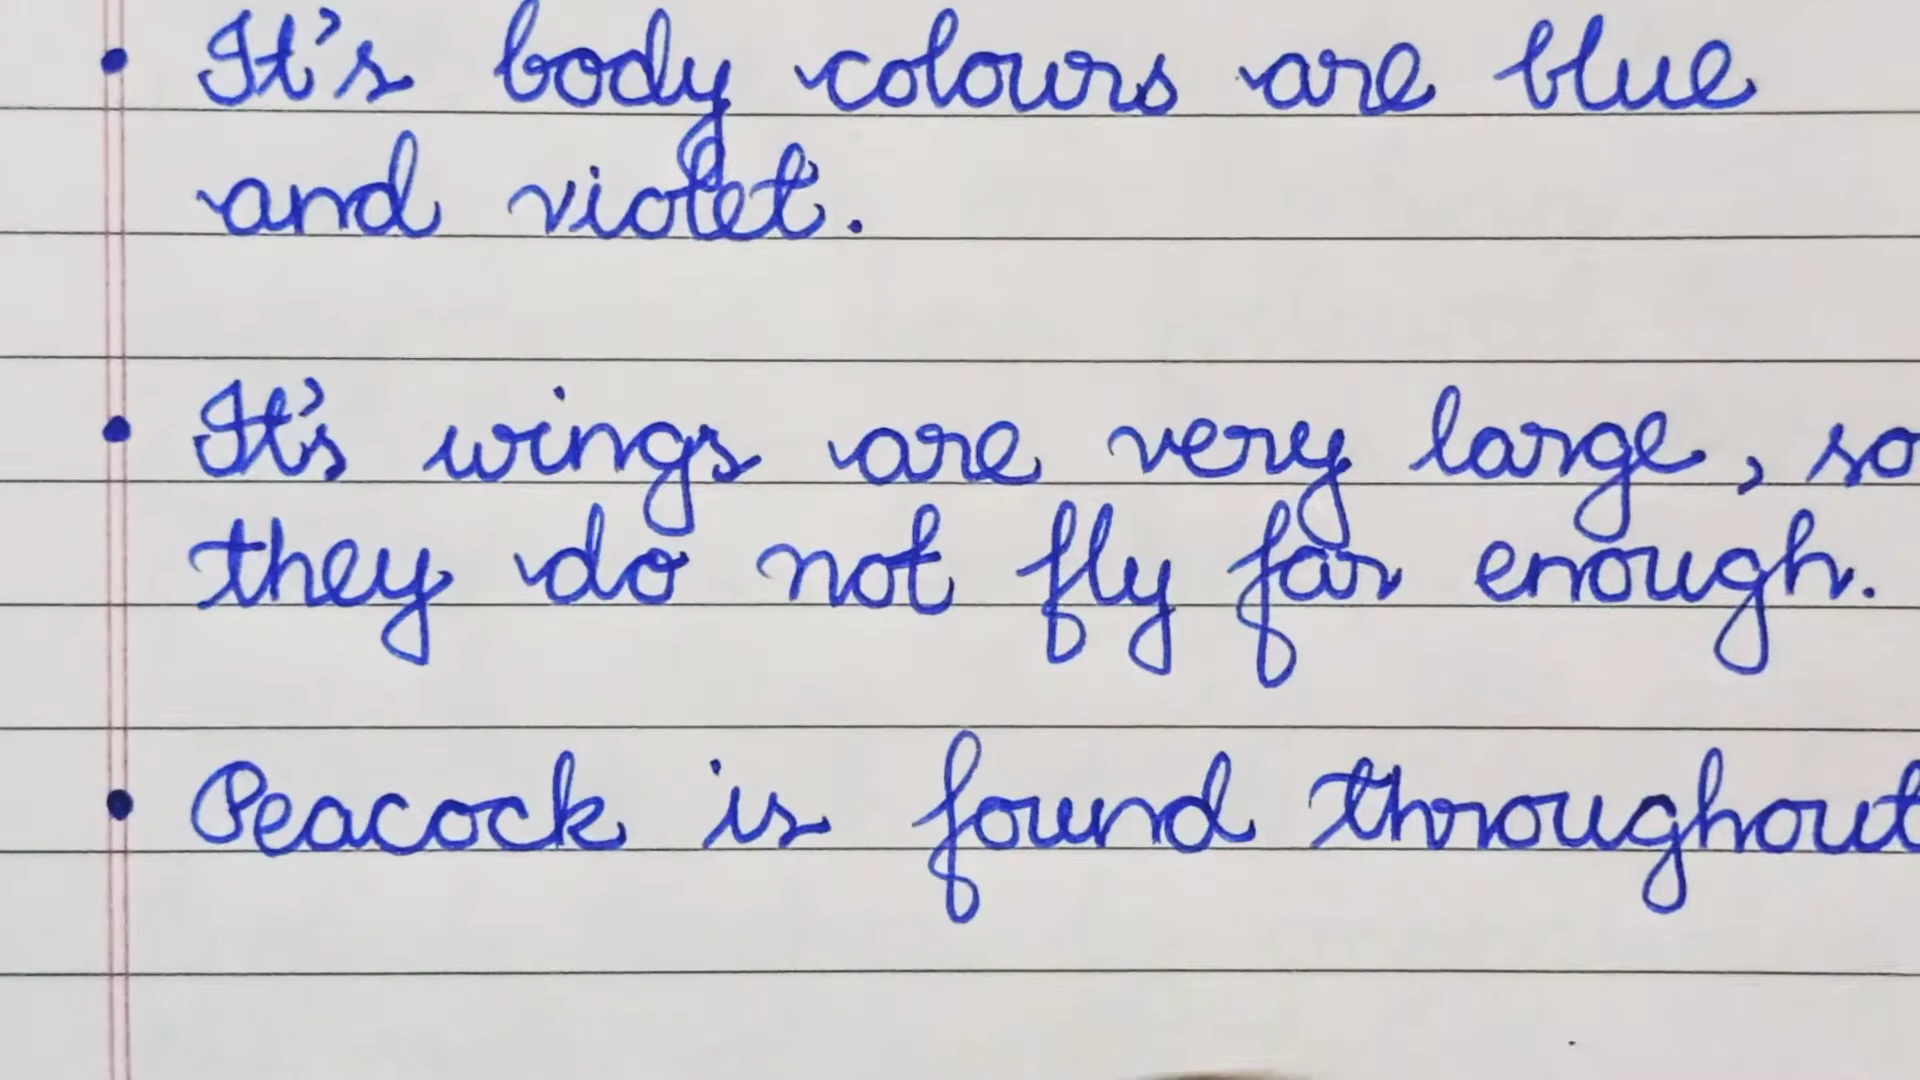 • It's body colours are blue
and violet.
• It's wings are very large, so
they do not fly far enough.
• Peacock is found throughout